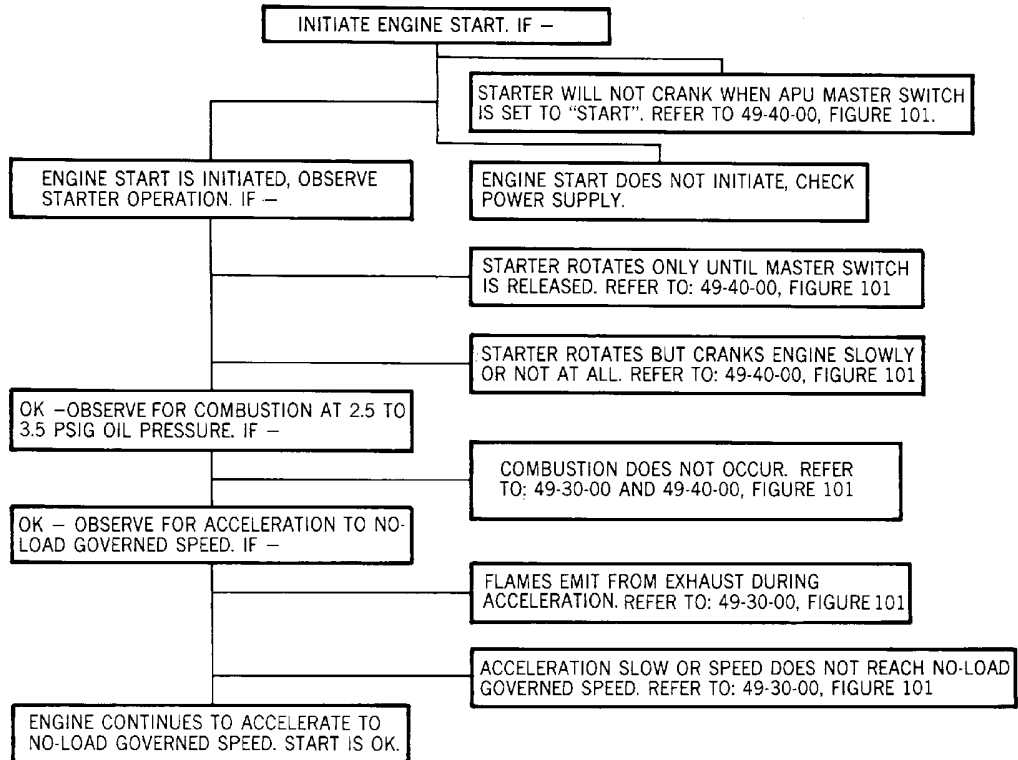 INITIATE ENGINE START. IF —
STARTER WILL NOT CRANK WHEN APU MASTER SWITCH
IS SET TO "START". REFER TO 49-40-00, FIGURE 101.
ENGINE START IS INITIATED, OBSERVE
STARTER OPERATION. IF —
ENGINE START DOES NOT INITIATE, CHECK
POWER SUPPLY.
STARTER ROTATES ONLY UNTIL MASTER SWITCH
IS RELEASED. REFER TO: 49-40-00, FIGURE 101
STARTER ROTATES BUT CRANKS ENGINE SLOWLY
OR NOT AT ALL. REFER TO: 49-40-00, FIGURE 101
OK —OBSERVE FOR COMBUSTION AT 2.5 TO
3.5 PSIG OIL PRESSURE. IF —
COMBUSTION DOES NOT OCCUR. REFER
TO: 49-30-00 AND 49-40-00, FIGURE 101
OK — OBSERVE FOR ACCELERATION TO NO-
LOAD GOVERNED SPEED. IF —
FLAMES EMIT FROM EXHAUST DURING
ACCELERATION. REFER TO: 49-30-00, FIGURE 101
ACCELERATION SLOW OR SPEED DOES NOT REACH NO-LOAD
GOVERNED SPEED. REFER TO: 49-30-00, FIGURE 101
ENGINE CONTINUES TO ACCELERATE TO
NO-LOAD GOVERNED SPEED. START IS OK.